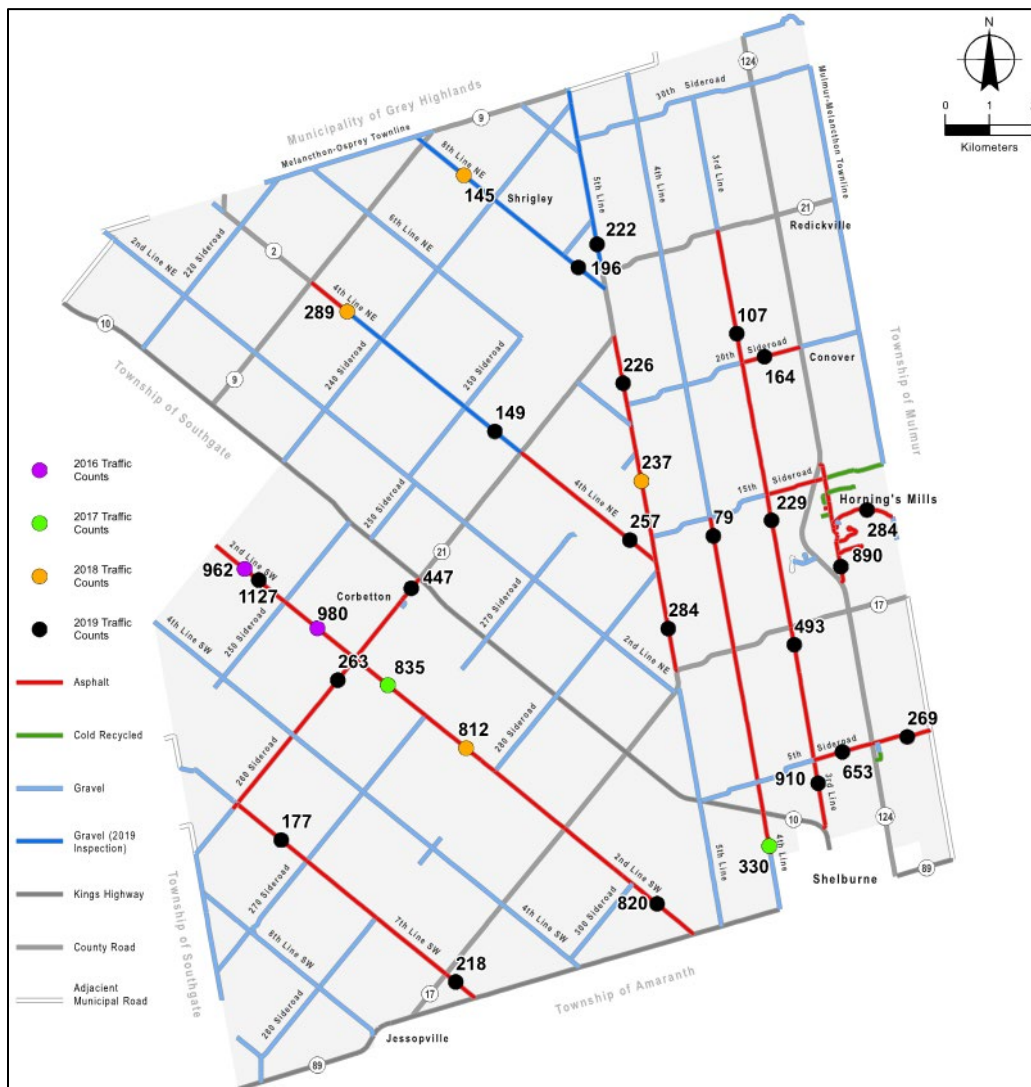 N
0 1 2
Kilometers
124
30th Sideroad
Mulmur-Melancthon Townline
Municipality of Grey Highlands
9
Melancthon-Osprey Townline
8th Line NE
145
Shrigley
5th Line
4th Line
3rd Line
21
Redickville
6th Line NE
222
196
2nd Line NE
220 Sideroad
2
4th Line NE
289
10
9
Township of Southgate
240 Sideroad
250 Sideroad
107
20th Sideroad
164
Conover
Township of Mulmur
226
149
237
4th Line NE
257
15th Sideroad
79
229
Horning's Mills
284
890
2016 Traffic
Counts
2017 Traffic
Counts
2018 Traffic
Counts
2019 Traffic
Counts
Asphalt
Cold Recycled
Gravel
Gravel (2019
Inspection)
Kings Highway
County Road
Adjacent
Municipal Road
250 Sideroad
21
2nd Line SW
962
1127
447
Corbetton
980
270 Sideroad
284
17
4th Line SW
250 Sideroad
263
835
2nd Line NE
493
812
280 Sideroad
269
5th Sideroad
653
910
3rd Line
260 Sideroad
10
124
177
330
4th Line
5th Line
Shelburne
89
270 Sideroad
2nd Line SW
820
300 Sideroad
4th Line SW
7th Line SW
8th Line SW
Township of Southgate
218
17
Township of Amaranth
280 Sideroad
Jessopville
89